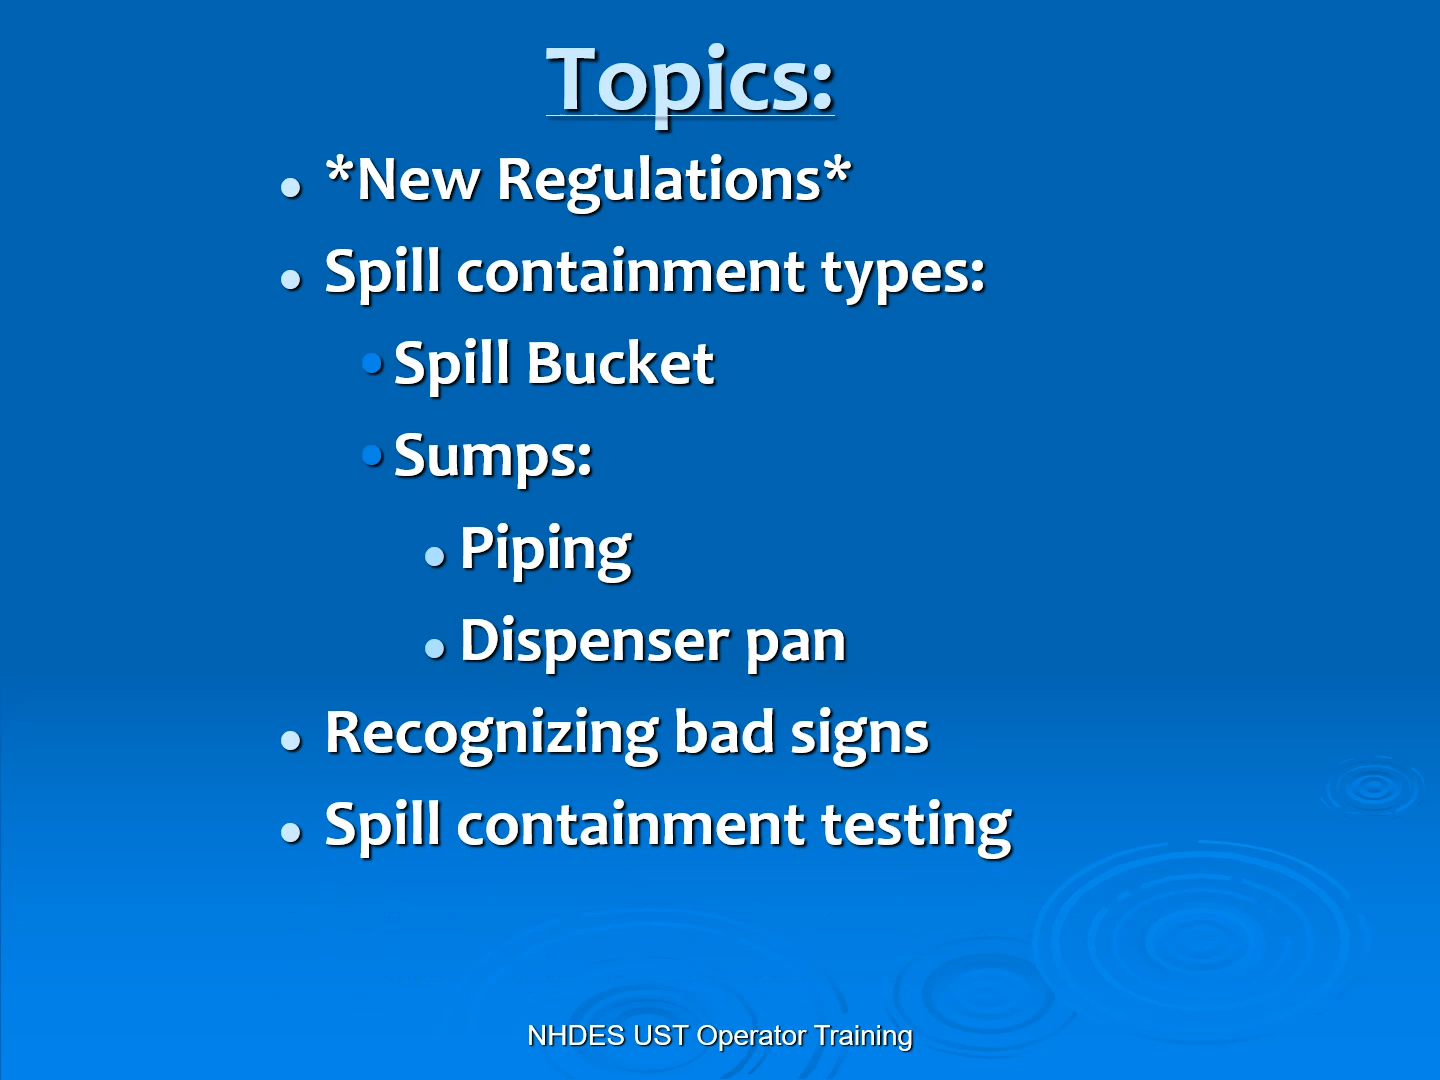 Topics:
*New Regulations*
Spill containment types:
Spill Bucket
Sumps:
Piping
Dispenser pan
Recognizing bad signs
Spill containment testing
NHDES UST Operator Training